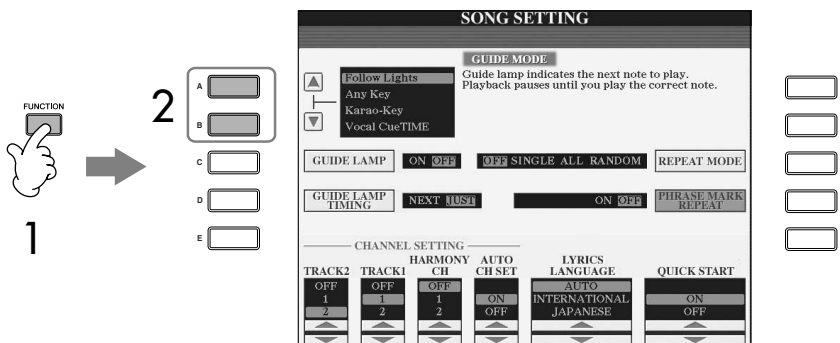 SONG SETTING
GUIDE MODE
Follow Lights
Any Key
Karao-Key
Vocal CueTIME
Guide lamp indicates the next note to play.
Playback pauses until you play the correct note.
FUNCTION
1
2
A
B
C
D
E
GUIDE LAMP ON OFF OFF SINGLE ALL RANDOM REPEAT MODE
GUIDE LAMP TIMING NEXT JUST ON OFF PHRASE MARK REPEAT
CHANNEL SETTING
TRACK2 TRACK1 HARMONY CH AUTO CH SET LYRICS LANGUAGE QUICK START
OFF OFF OFF AUTO
1 1 1 ON INTERNATIONAL ON
2 2 2 OFF JAPANESE OFF